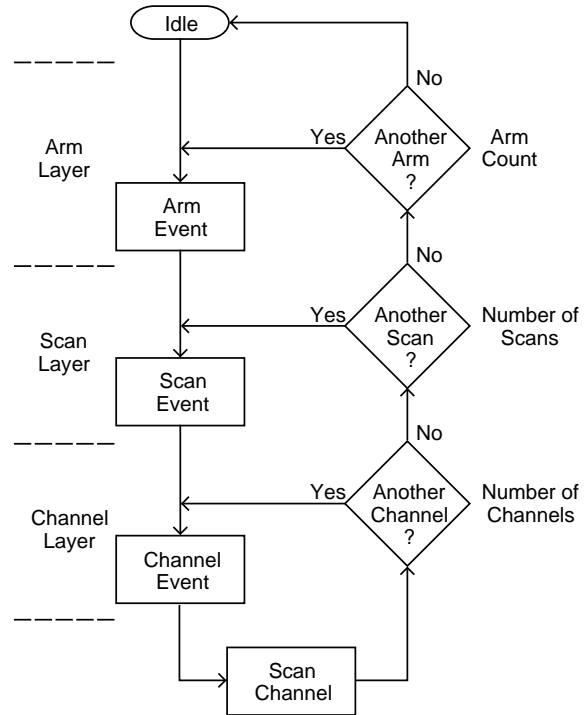 Idle
No
Yes
Another
Arm
?
Arm
Count
Arm
Layer
Arm
Event
No
Yes
Another
Scan
?
Number of
Scans
Scan
Layer
Scan
Event
No
Yes
Another
Channel
?
Number of
Channels
Channel
Layer
Channel
Event
Scan
Channel